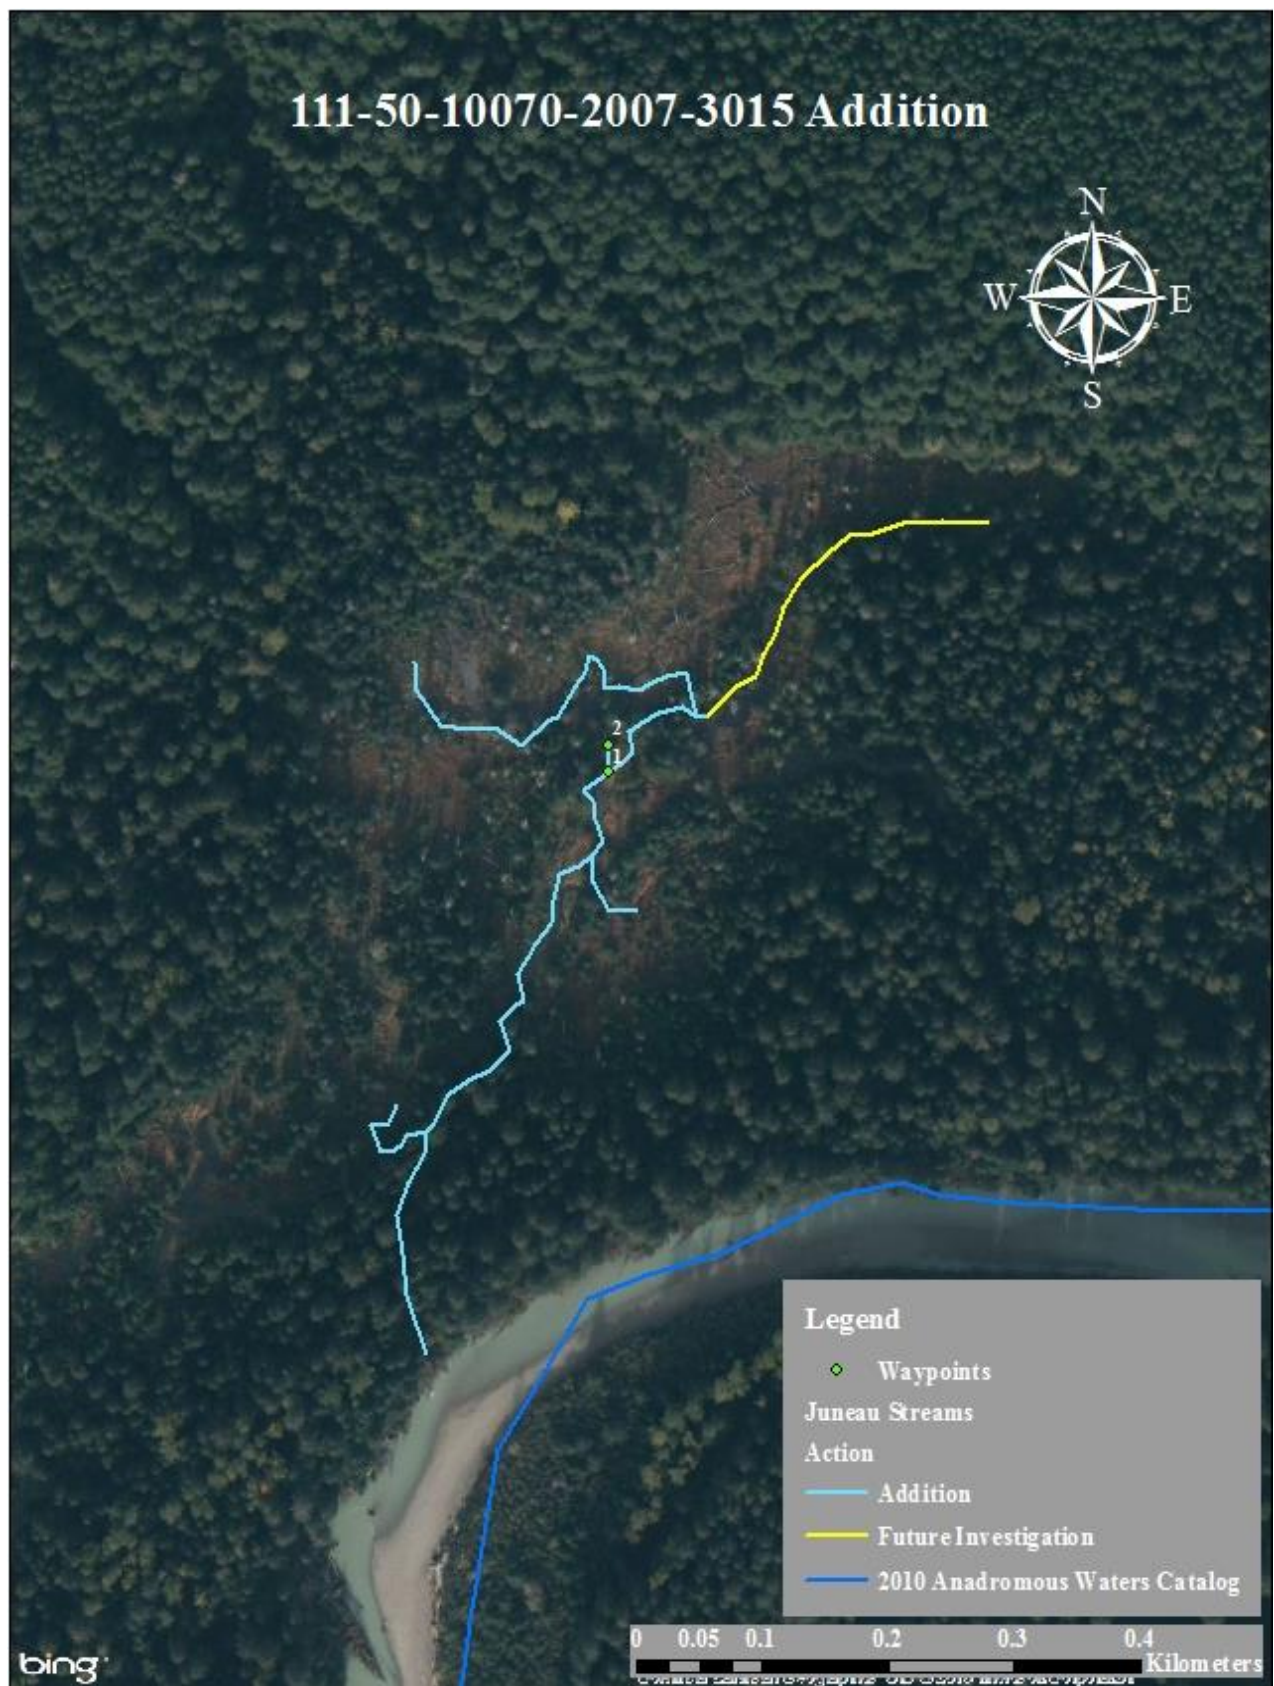 111-50-10070-2007-3015 Addition
N
W E
S
2
1
Legend
Waypoints
Juneau Streams
Action
Addition
Future Investigation
2010 Anadromous Waters Catalog
0 0.05 0.1 0.2 0.3 0.4
Kilometers
bing